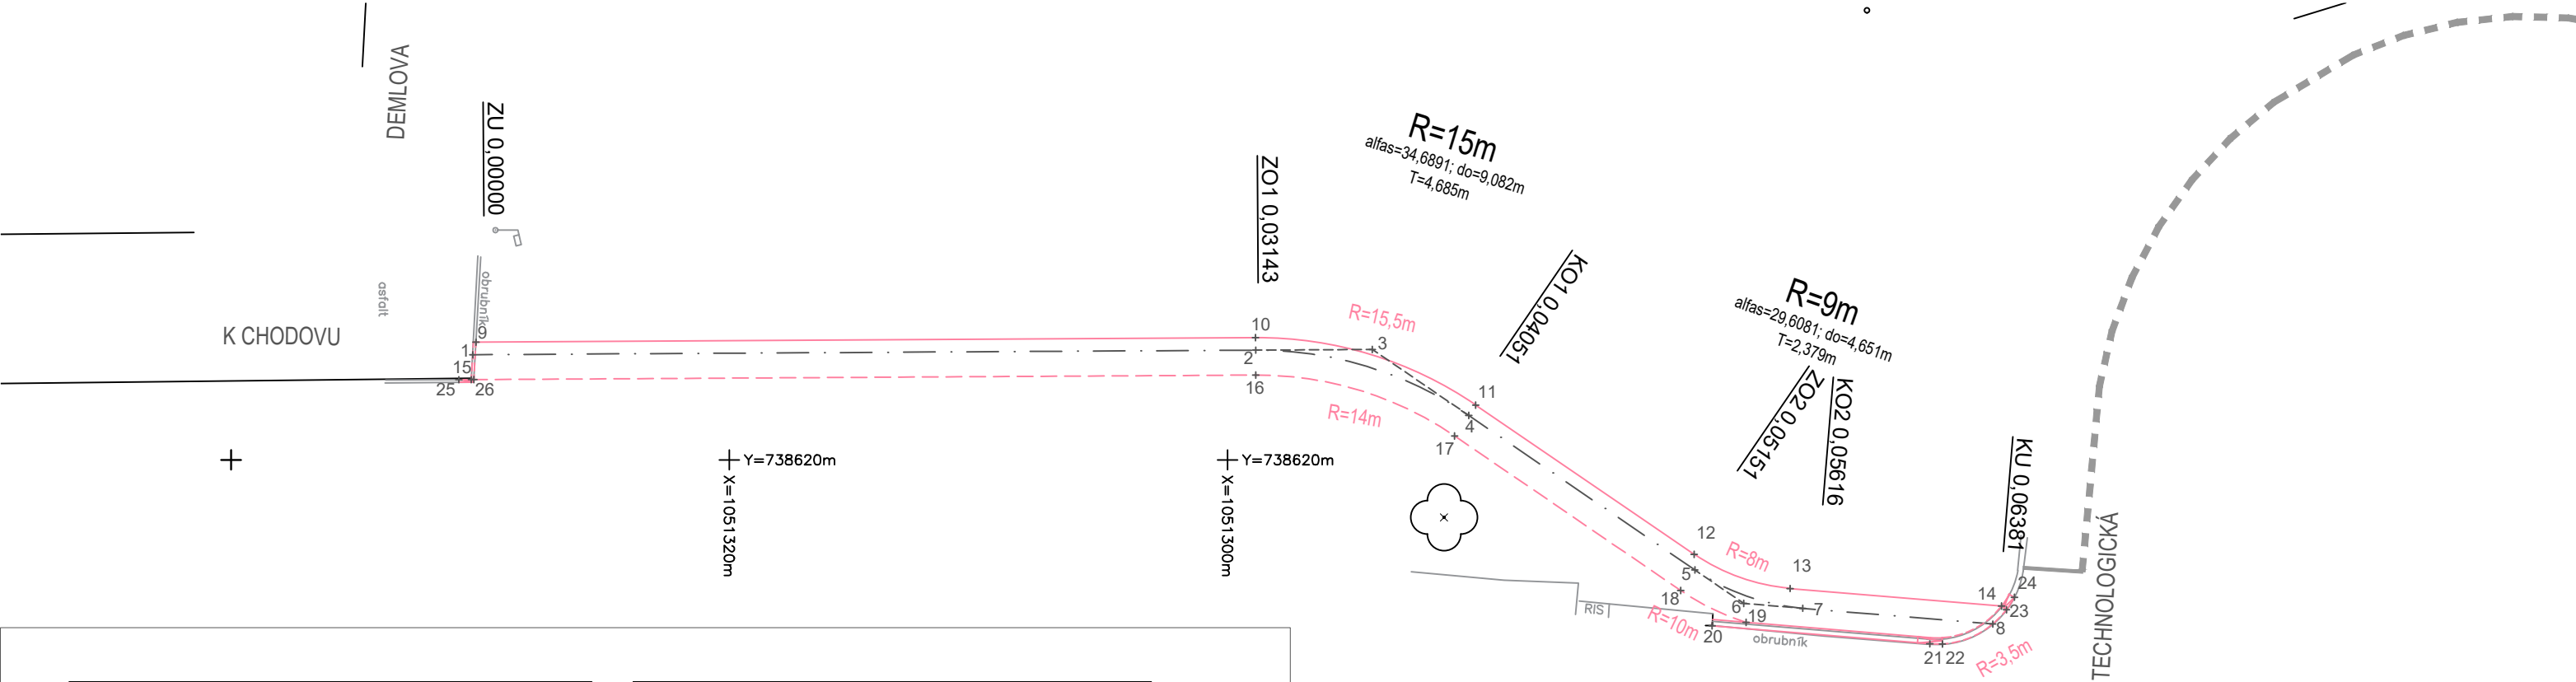 DEMLOVA
ZU 0,00000
obrubník
asfalt
K CHODOVU
9
1
15
25
26
ZO1 0,03143
10
2
16
R=15m
alfas=34,6891; do=9,082m
T=4,685m
R=15,5m
3
R=14m
KO1 0,04051
11
4
17
Y=738620m
X=1051320m
Y=738620m
X=1051300m
R=9m
alfas=29,6081; do=4,651m
T=2,379m
ZO2 0,05151
KO2 0,05616
KU 0,06381
12
R=8m
13
5
18
6
7
19
RIS
R=10m
20
obrubník
14
24
23
8
21
22
R=3,5m
TECHNOLOGICKÁ